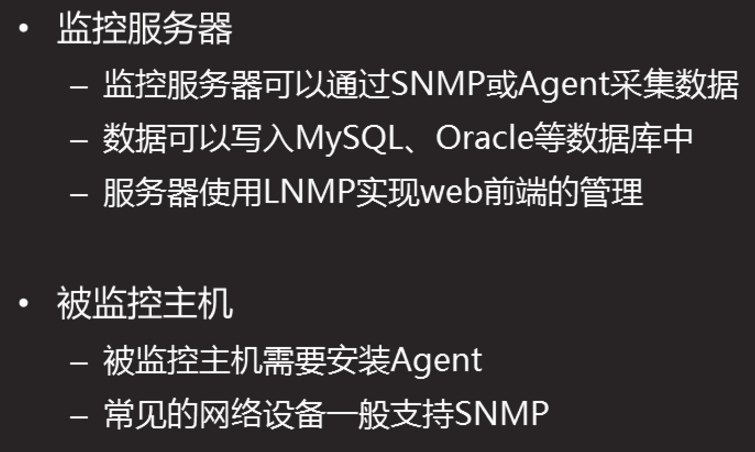 • 监控服务器
– 监控服务器可以通过SNMP或Agent采集数据
– 数据可以写入MySQL、Oracle等数据库中
– 服务器使用LNMP实现web前端的管理
• 被监控主机
– 被监控主机需要安装Agent
– 常见的网络设备一般支持SNMP